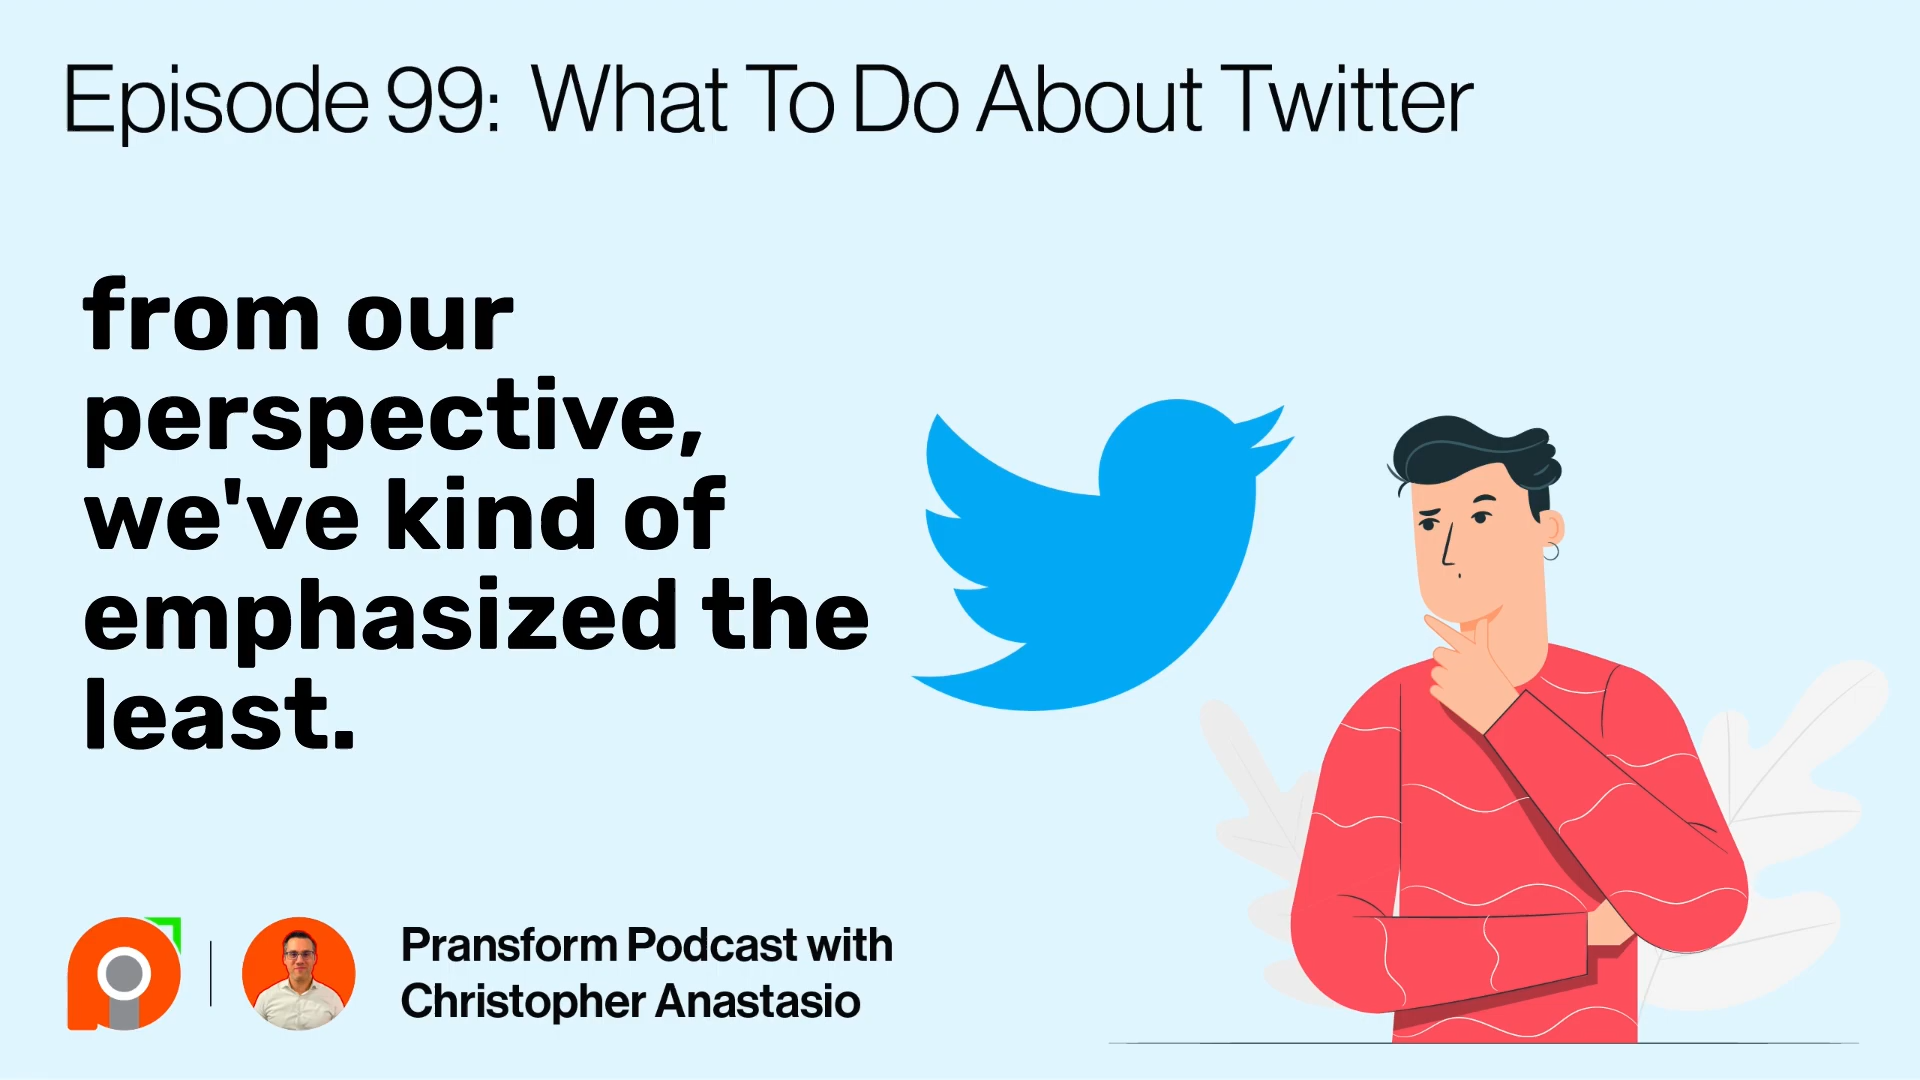 Episode 99: What To Do About Twitter
from our
perspective,
we've kind of
emphasized the
least.
Pransform Podcast with
Christopher Anastasio